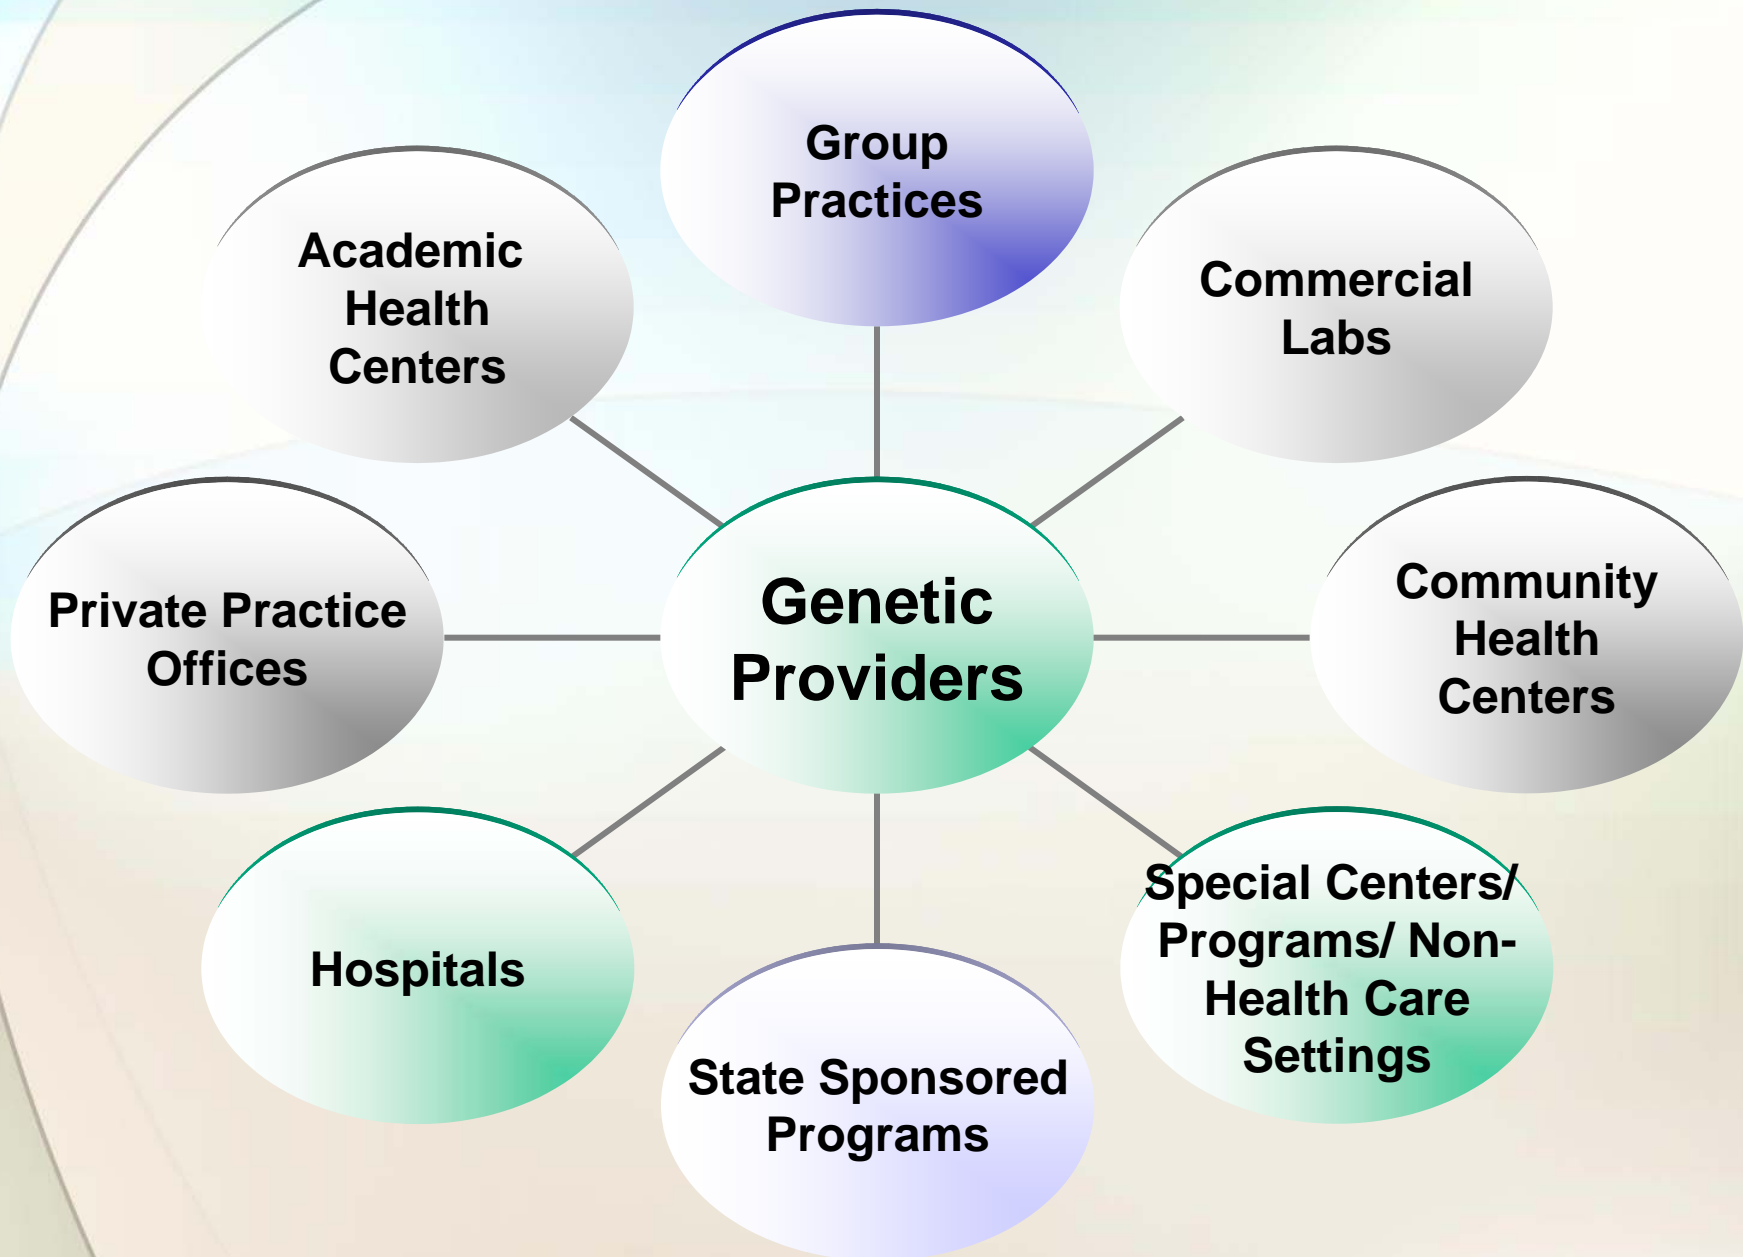 Group
Practices
Academic
Health
Centers
Commercial
Labs
Private Practice
Offices
Genetic
Providers
Community
Health
Centers
Hospitals
Special Centers/
Programs/ Non-
Health Care
Settings
State Sponsored
Programs